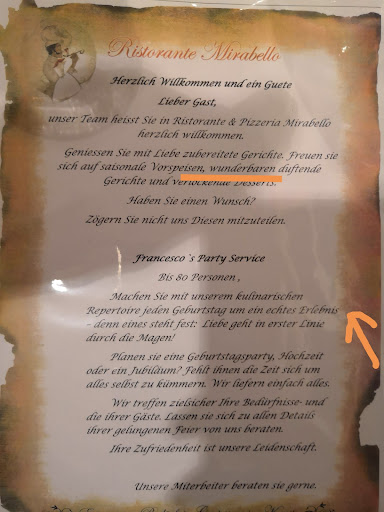 Ristorante Mirabello
Herzlich Willkommen und ein Guete
Lieber Gast,
unser Team heisst Sie in Ristorante & Pizzeria Mirabello
herzlich willkommen.
Geniessen Sie mit Liebe zubereitete Gerichte. Freuen sie
sich auf saisonale Vorspeisen, wunderbaren duftende
Gerichte und verlockende Desserts.
Haben Sie einen Wunsch?
Zögern Sie nicht uns Diesen mitzuteilen.
Francesco`s Party Service
Bis 80 Personen ,
Machen Sie mit unserem kulinarischen
Repertoire jeden Geburtstag um ein echtes Erlebnis
- denn eines steht fest: Liebe geht in erster Linie
durch die Magen!
Planen sie eine Geburtstagsparty, Hochzeit
oder ein Jubiläum? Fehlt ihnen die Zeit sich um
alles selbst zu kümmern. Wir liefern einfach alles.
Wir treffen zielsicher Ihre Bedürfnisse- und
die ihrer Gäste. Lassen sie sich zu allen Details
ihrer gelungenen Feier von uns beraten.
Ihre Zufriedenheit ist unsere Leidenschaft.
Unsere Miterbeiter beraten sie gerne.